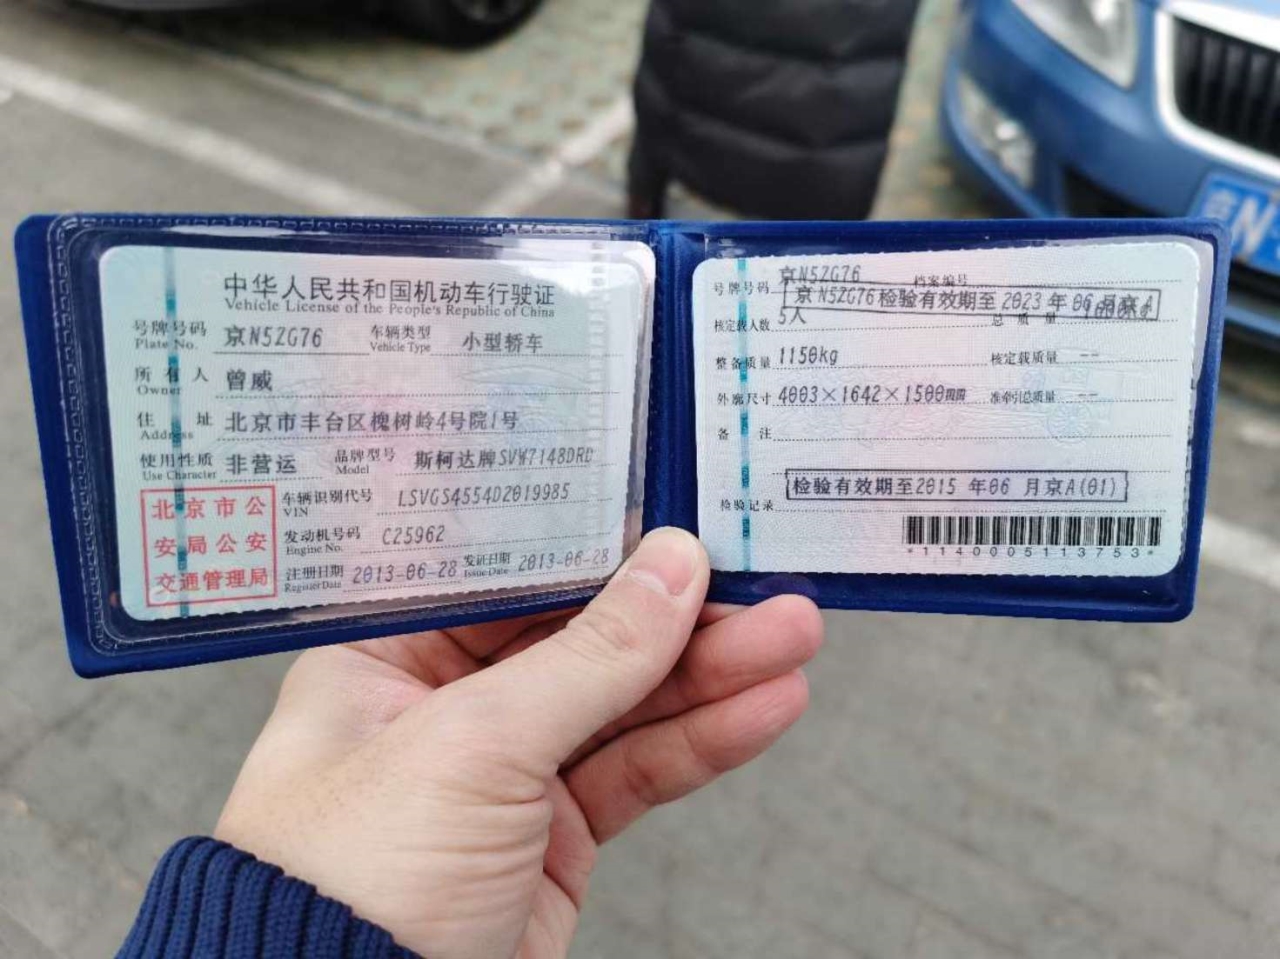 中华人民共和国机动车行驶证
Vehicle License of the People's Republic of China
号牌号码 京N5ZG76 车辆类型 小型轿车
Plate No. Vehicle Type
所有人 曾威
Owner
住址 北京市丰台区槐树岭4号院1号
Address
使用性质 非营运 品牌型号 斯柯达牌SVW7148DRD
Use Character Model
北京市公
安局公安
交通管理局
车辆识别代号 LSVGS4554D2019985
VIN
发动机号码 C25962
Engine No.
注册日期 2013-06-28 发证日期 2013-06-28
Register Date Issue Date
号牌号码 京N5ZG76 档案编号
京N5ZG76检验有效期至2023年06月京A
核定载人数 5人 总质量
整备质量 1150kg 核定载质量 --
外廓尺寸 4003×1642×1500 准牵引总质量 --
备注
检验有效期至2015年06月京A(01)
检验记录
*1140005113753*